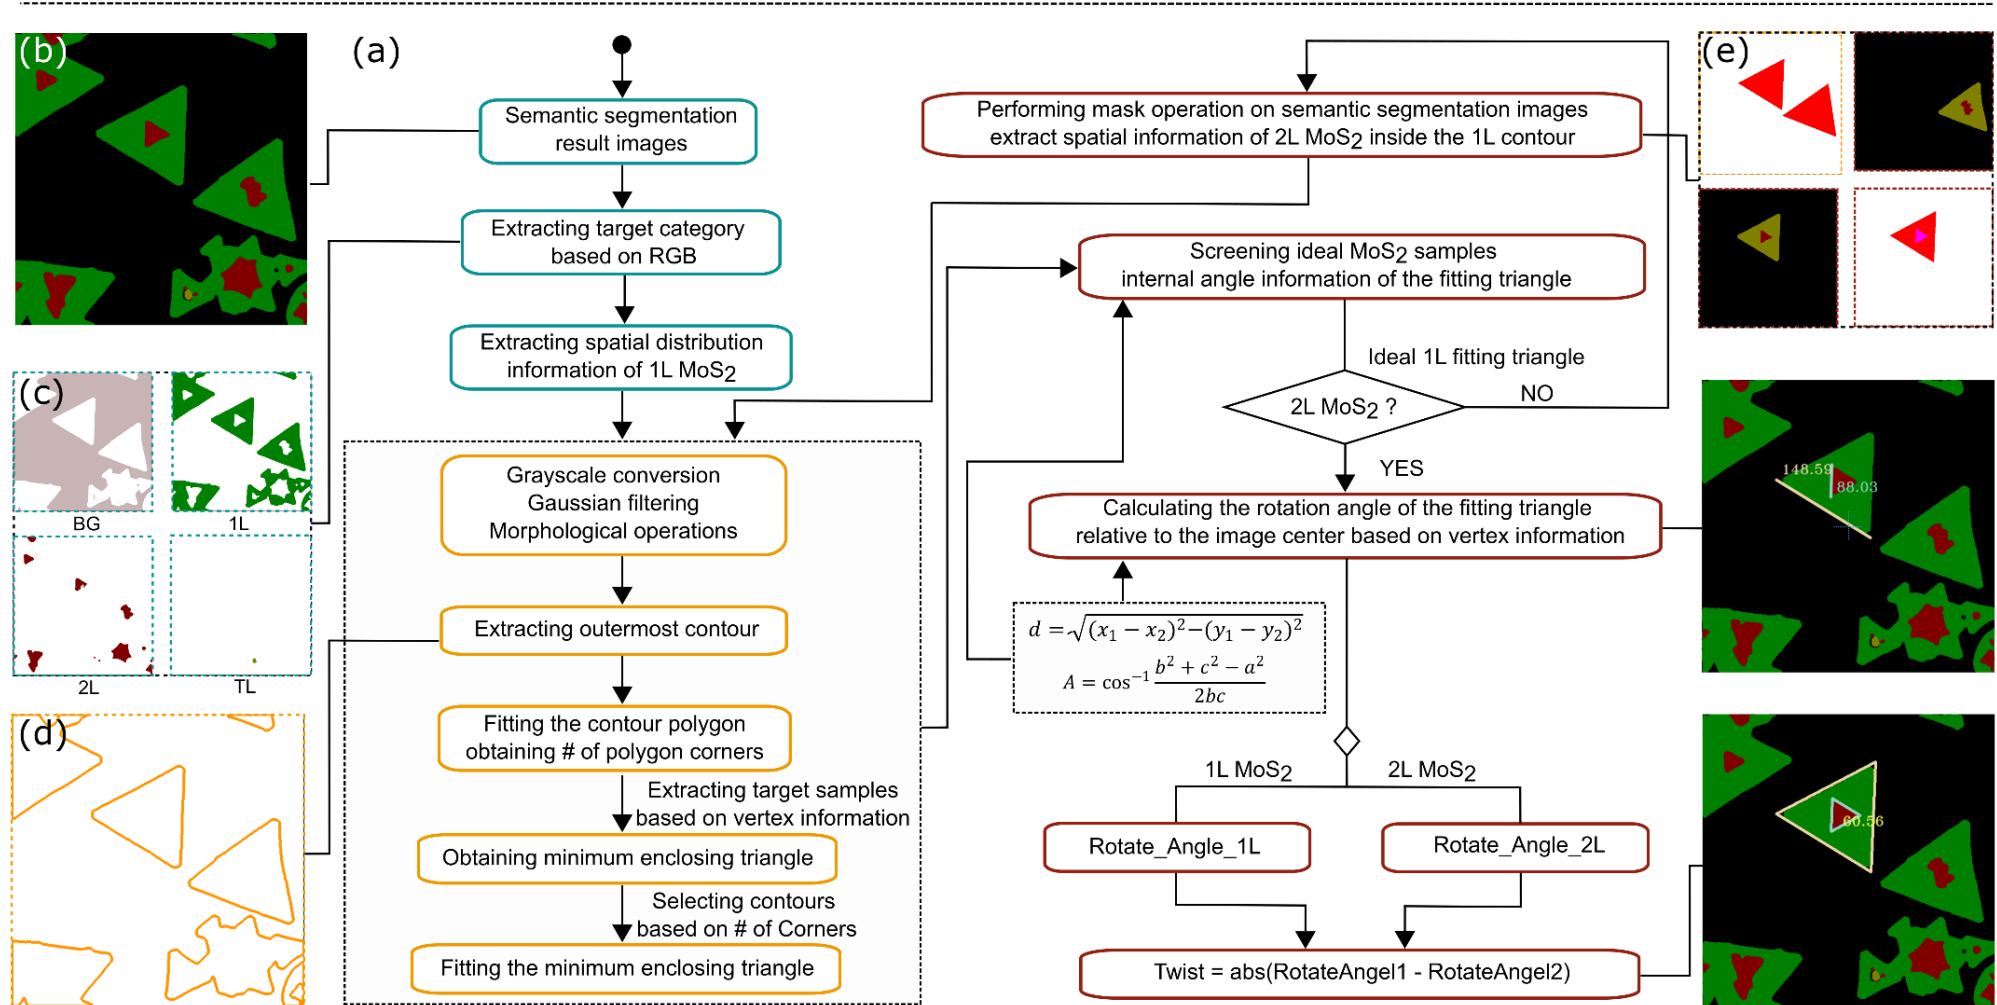 (b)
(a)
Semantic segmentation
result images
Extracting target category
based on RGB
Extracting spatial distribution
information of 1L MoS2
(c)
BG
1L
2L
TL
(d)
Grayscale conversion
Gaussian filtering
Morphological operations
Extracting outermost contour
Fitting the contour polygon
obtaining # of polygon corners
Extracting target samples
based on vertex information
Obtaining minimum enclosing triangle
Selecting contours
based on # of Corners
Fitting the minimum enclosing triangle
Performing mask operation on semantic segmentation images
extract spatial information of 2L MoS2 inside the 1L contour
Screening ideal MoS2 samples
internal angle information of the fitting triangle
Ideal 1L fitting triangle
2L MoS2 ?
NO
YES
Calculating the rotation angle of the fitting triangle
relative to the image center based on vertex information
d = √(x₁ − x₂)² − (y₁ − y₂)²
A = cos⁻¹ (b² + c² − a²) / 2bc
1L MoS2
2L MoS2
Rotate_Angle_1L
Rotate_Angle_2L
Twist = abs(RotateAngel1 - RotateAngel2)
(e)
148.59
88.03
60.56